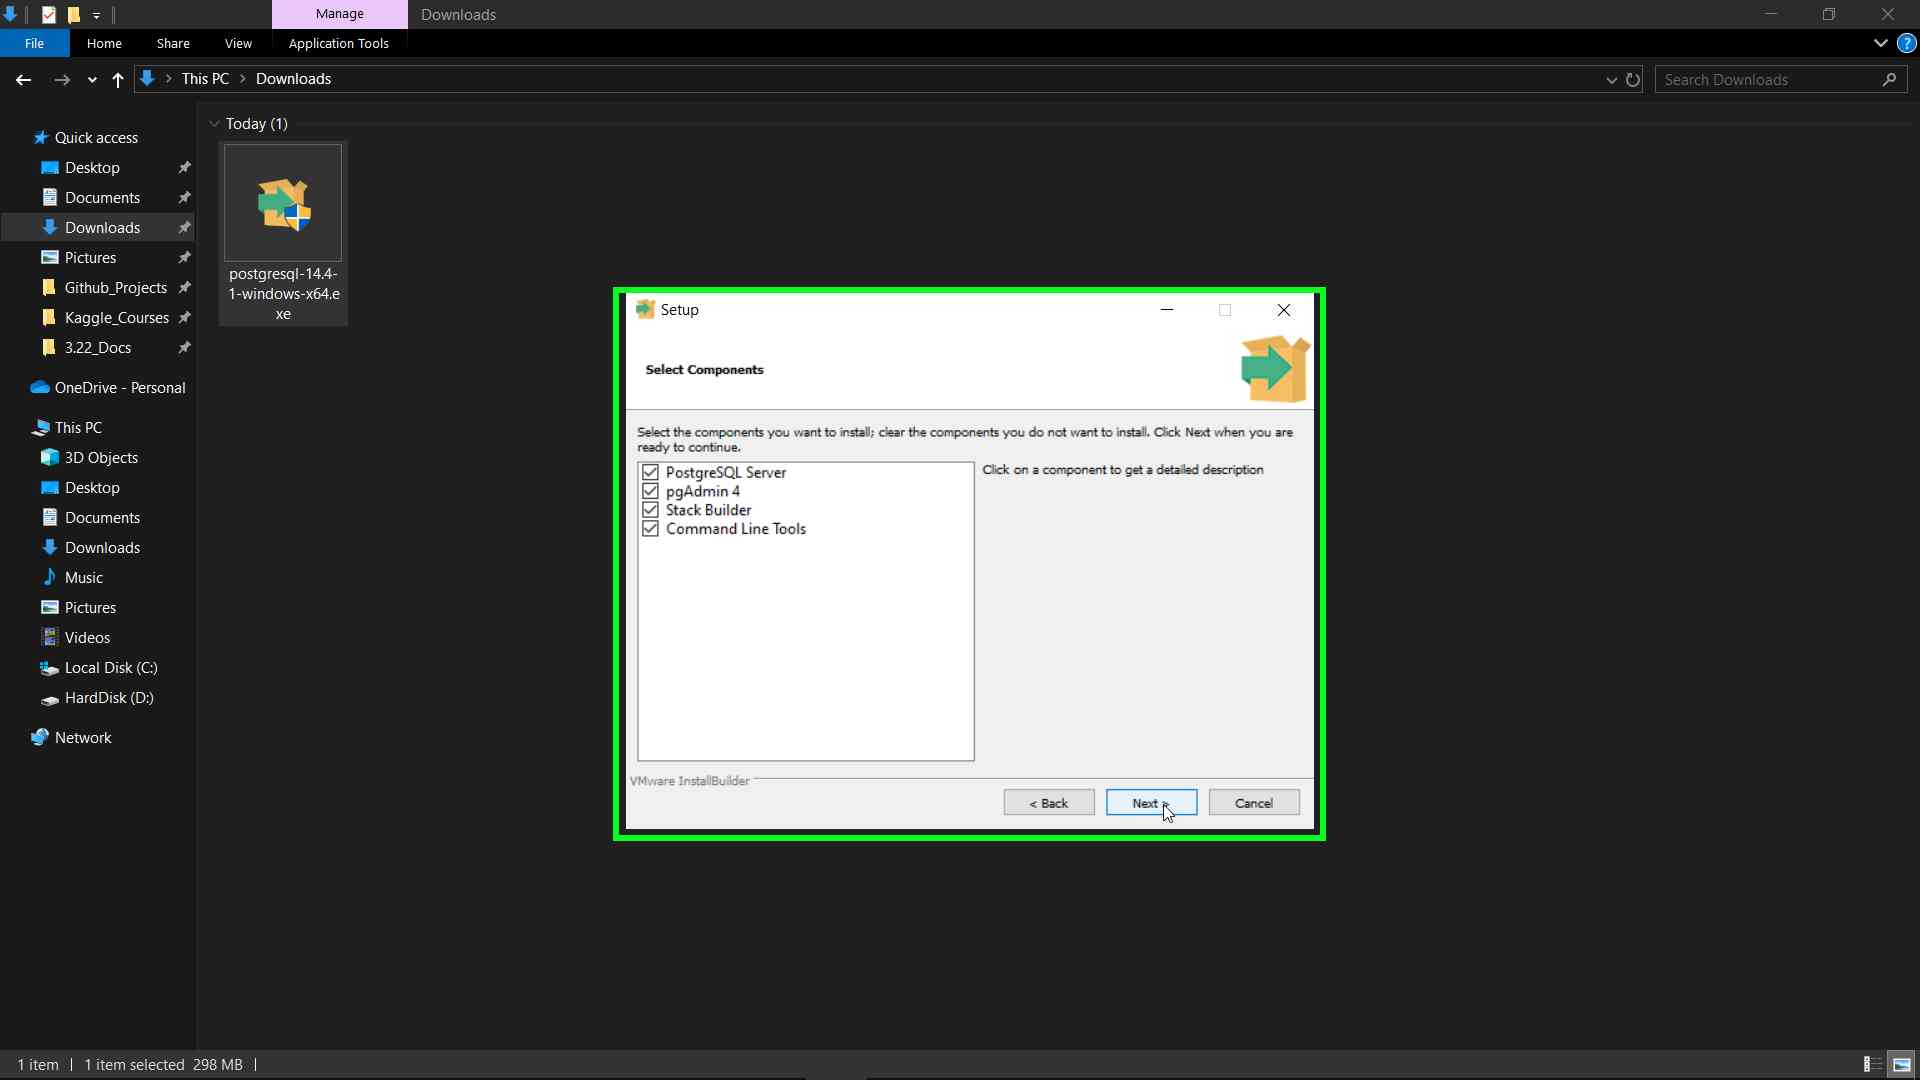 Manage
Downloads
File
Home
Share
View
Application Tools
?
This PC
Downloads
Search Downloads
Quick access
Desktop
Documents
Downloads
Pictures
Github_Projects
Kaggle_Courses
3.22_Docs
OneDrive - Personal
This PC
3D Objects
Desktop
Documents
Downloads
Music
Pictures
Videos
Local Disk (C:)
HardDisk (D:)
Network
Today (1)
postgresql-14.4-
1-windows-x64.e
xe
Setup
Select Components
Select the components you want to install; clear the components you do not want to install. Click Next when you are
ready to continue.
PostgreSQL Server
pgAdmin 4
Stack Builder
Command Line Tools
Click on a component to get a detailed description
VMware InstallBuilder
< Back
Next >
Cancel
1 item
1 item selected 298 MB